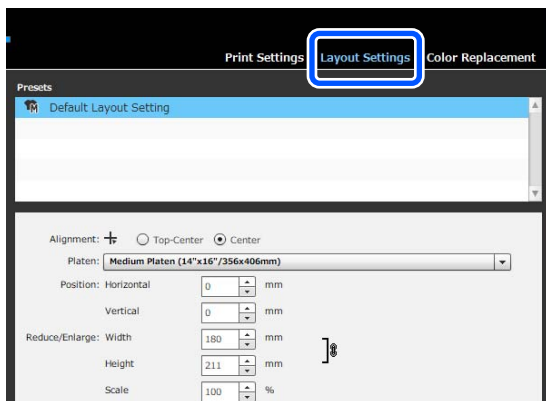 Print Settings Layout Settings Color Replacement
Presets
M Default Layout Setting
Alignment: Top-Center Center
Platen: Medium Platen (14"x16"/356x406mm)
Position: Horizontal 0 mm
Vertical 0 mm
Reduce/Enlarge: Width 180 mm
Height 211 mm
Scale 100 %